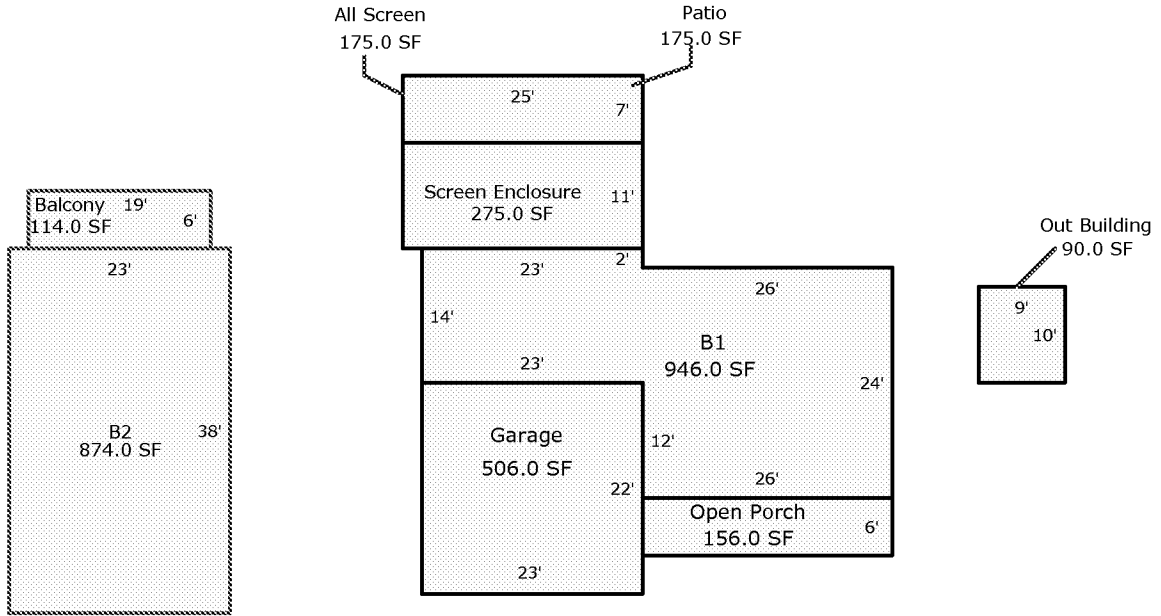 All Screen
175.0 SF
Patio
175.0 SF
25'
7'
Screen Enclosure
275.0 SF
11'
Balcony
114.0 SF
19'
6'
23'
B2
874.0 SF
38'
23'
2'
14'
23'
26'
B1
946.0 SF
24'
12'
26'
Garage
506.0 SF
22'
23'
Open Porch
156.0 SF
6'
Out Building
90.0 SF
9'
10'